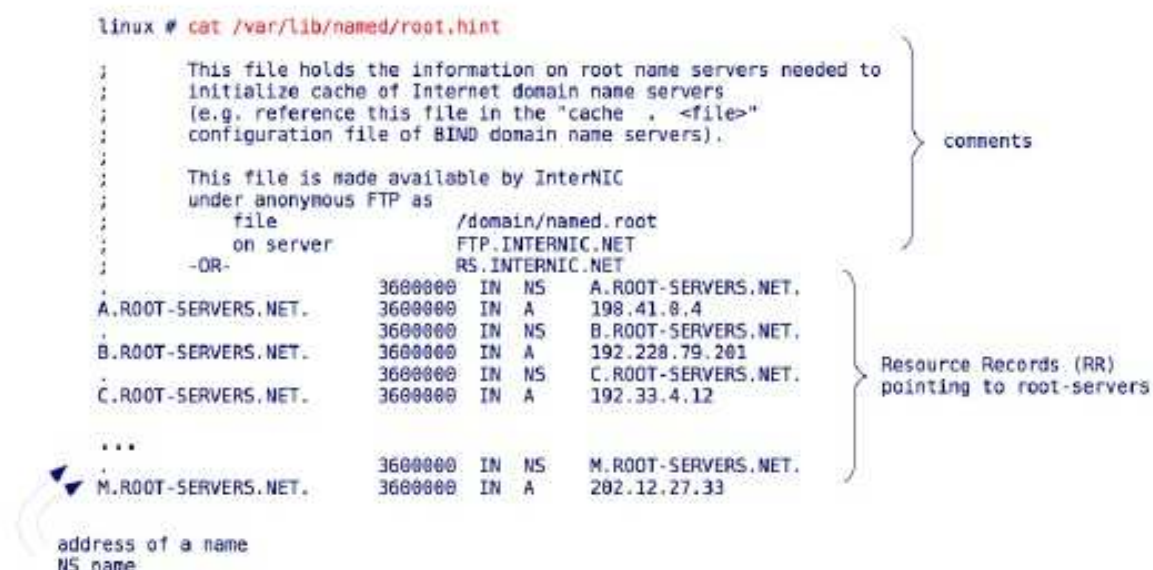 linux # cat /var/lib/named/root.hint
; This file holds the information on root name servers needed to
; initialize cache of Internet domain name servers
; (e.g. reference this file in the "cache . <file>"
; configuration file of BIND domain name servers).
;
; This file is made available by InterNIC
; under anonymous FTP as
; file /domain/named.root
; on server FTP.INTERNIC.NET
; -OR- RS.INTERNIC.NET
comments
. 3600000 IN NS A.ROOT-SERVERS.NET.
A.ROOT-SERVERS.NET. 3600000 IN A 198.41.0.4
. 3600000 IN NS B.ROOT-SERVERS.NET.
B.ROOT-SERVERS.NET. 3600000 IN A 192.228.79.201
. 3600000 IN NS C.ROOT-SERVERS.NET.
C.ROOT-SERVERS.NET. 3600000 IN A 192.33.4.12
...
. 3600000 IN NS M.ROOT-SERVERS.NET.
M.ROOT-SERVERS.NET. 3600000 IN A 202.12.27.33
Resource Records (RR)
pointing to root-servers
address of a name
NS name